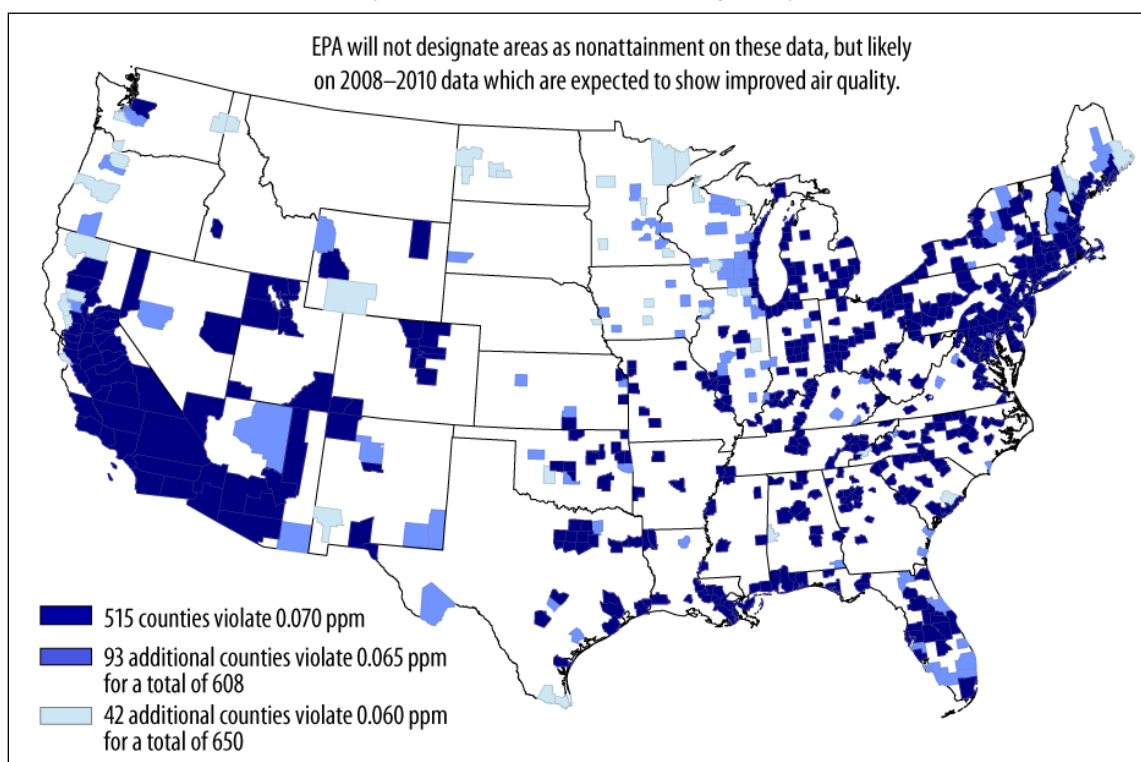 EPA will not designate areas as nonattainment on these data, but likely
on 2008–2010 data which are expected to show improved air quality.
515 counties violate 0.070 ppm
93 additional counties violate 0.065 ppm
for a total of 608
42 additional counties violate 0.060 ppm
for a total of 650